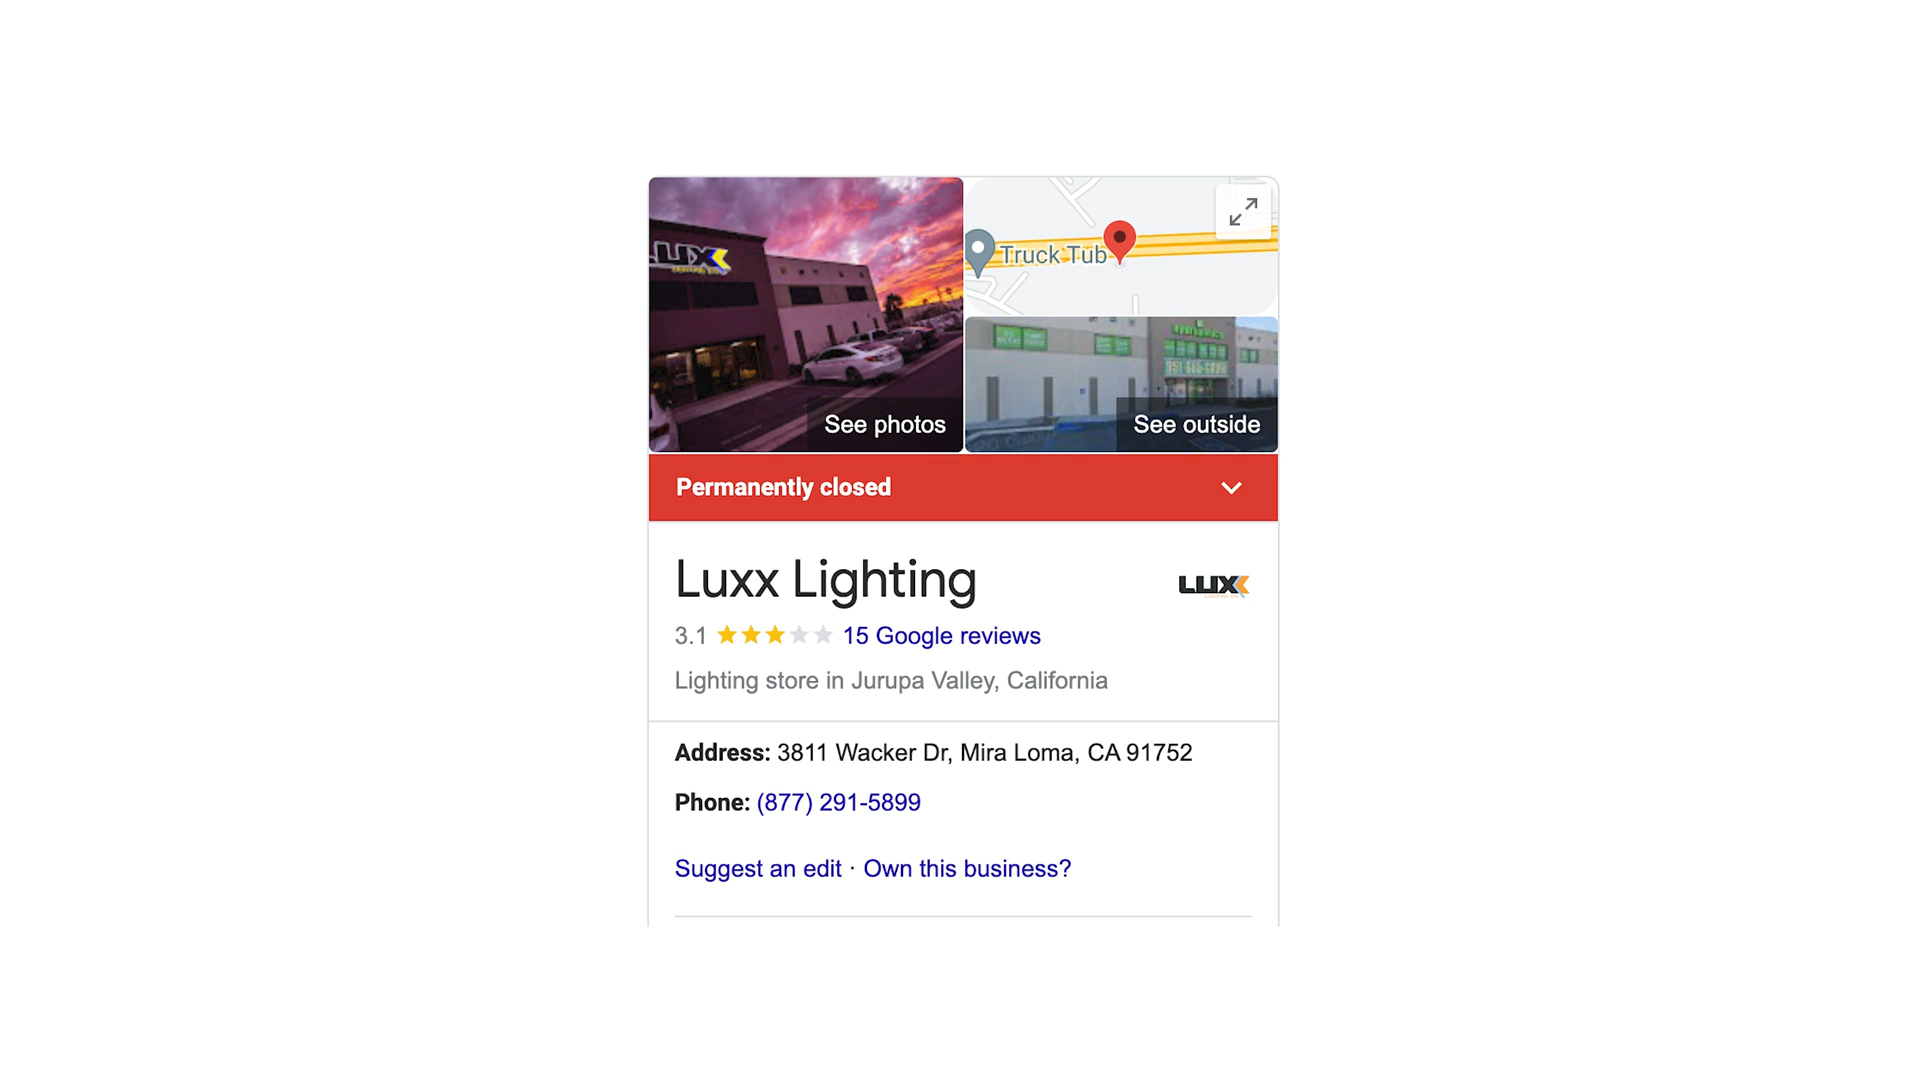 LUXX
Truck Tub
See photos
See outside
Permanently closed
Luxx Lighting
LUXX
3.1 15 Google reviews
Lighting store in Jurupa Valley, California
Address: 3811 Wacker Dr, Mira Loma, CA 91752
Phone: (877) 291-5899
Suggest an edit · Own this business?